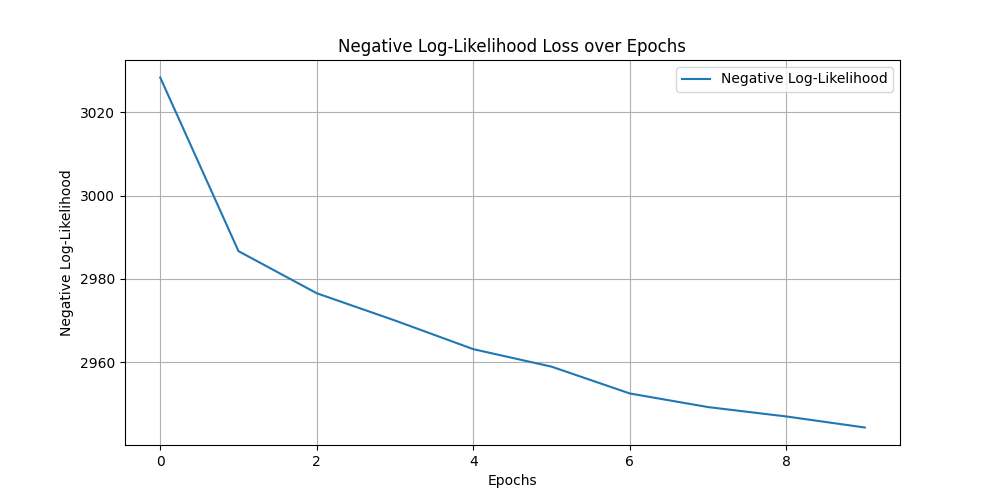 Negative Log-Likelihood Loss over Epochs
Negative Log-Likelihood
Negative Log-Likelihood
3020
3000
2980
2960
0 2 4 6 8
Epochs